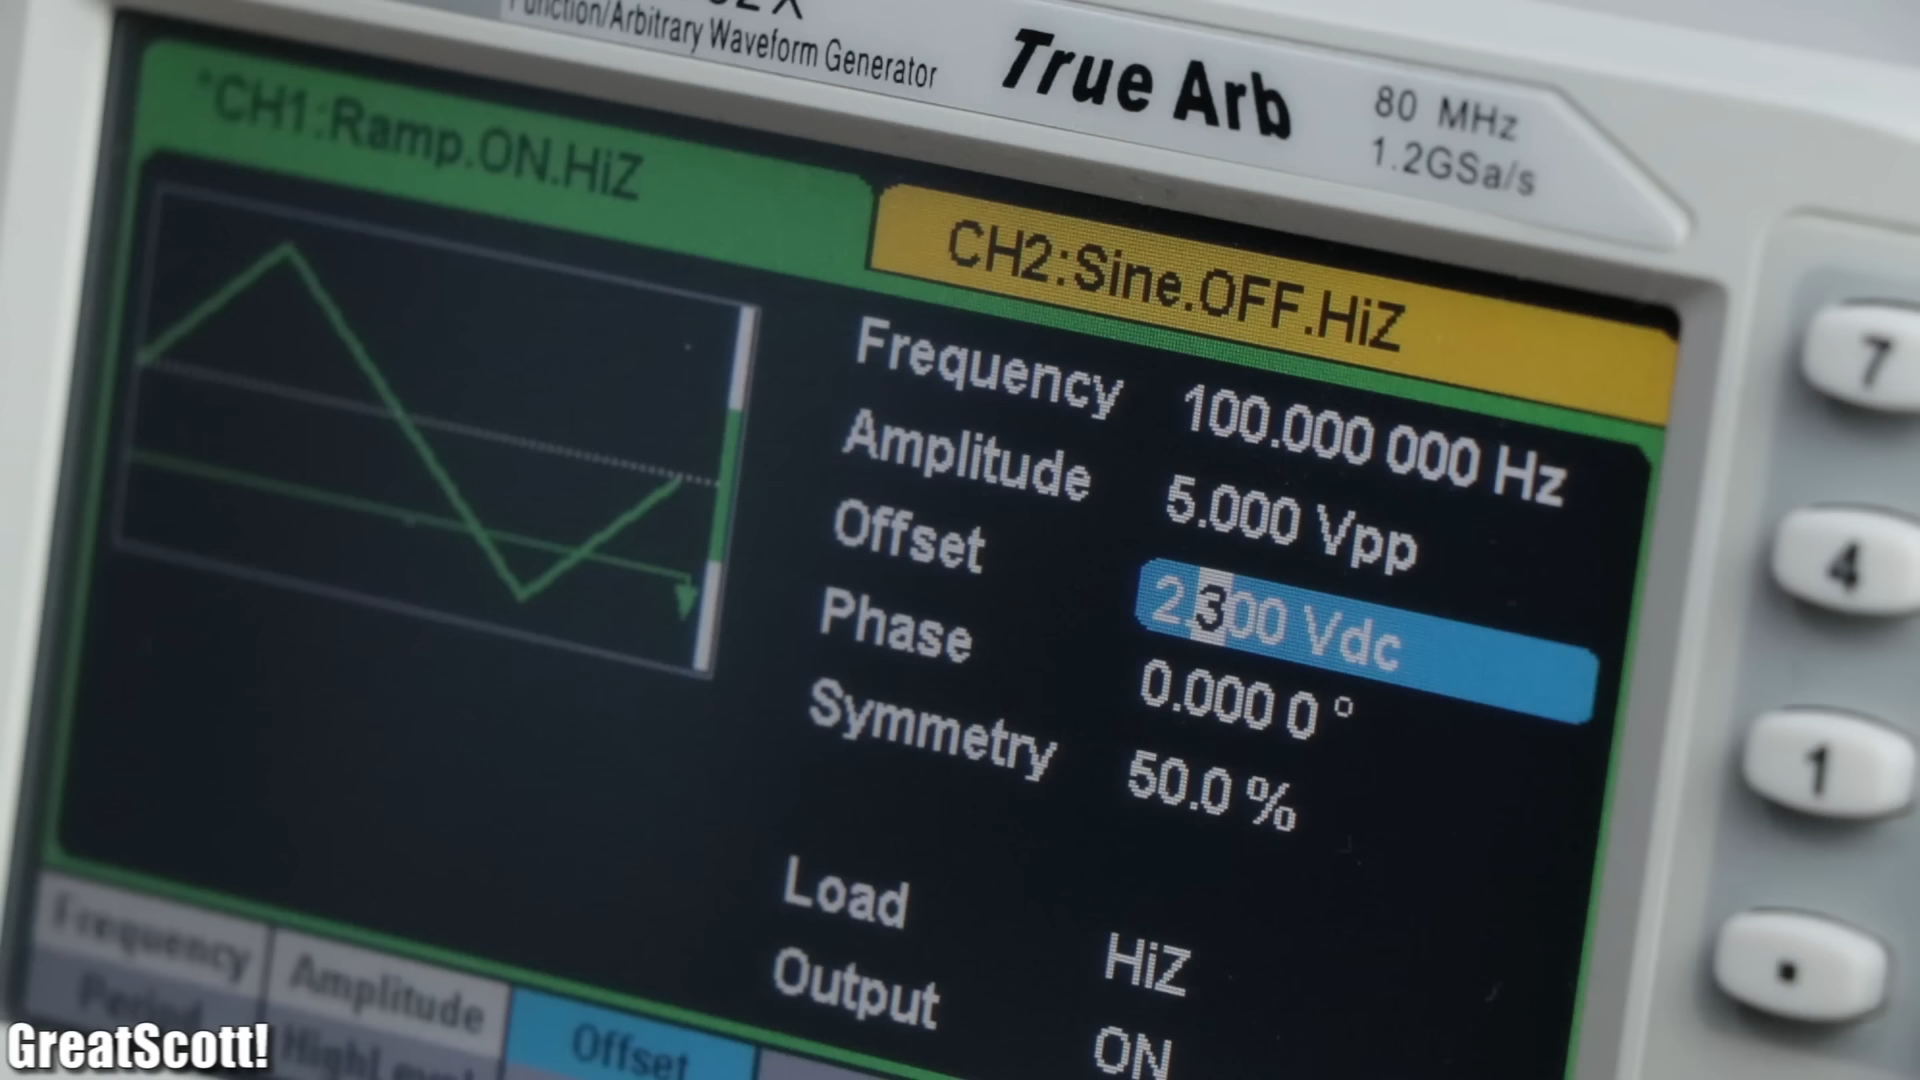 Function/Arbitrary Waveform Generator
True Arb
80 MHz
1.2GSa/s
*CH1:Ramp.ON.HiZ
CH2:Sine.OFF.HiZ
Frequency 100.000 000 Hz
Amplitude 5.000 Vpp
Offset 2.300 Vdc
Phase 0.000 0 °
Symmetry 50.0 %
Load HiZ
Output ON
Frequency
Period
Amplitude
Offset
7
4
1
GreatScott!